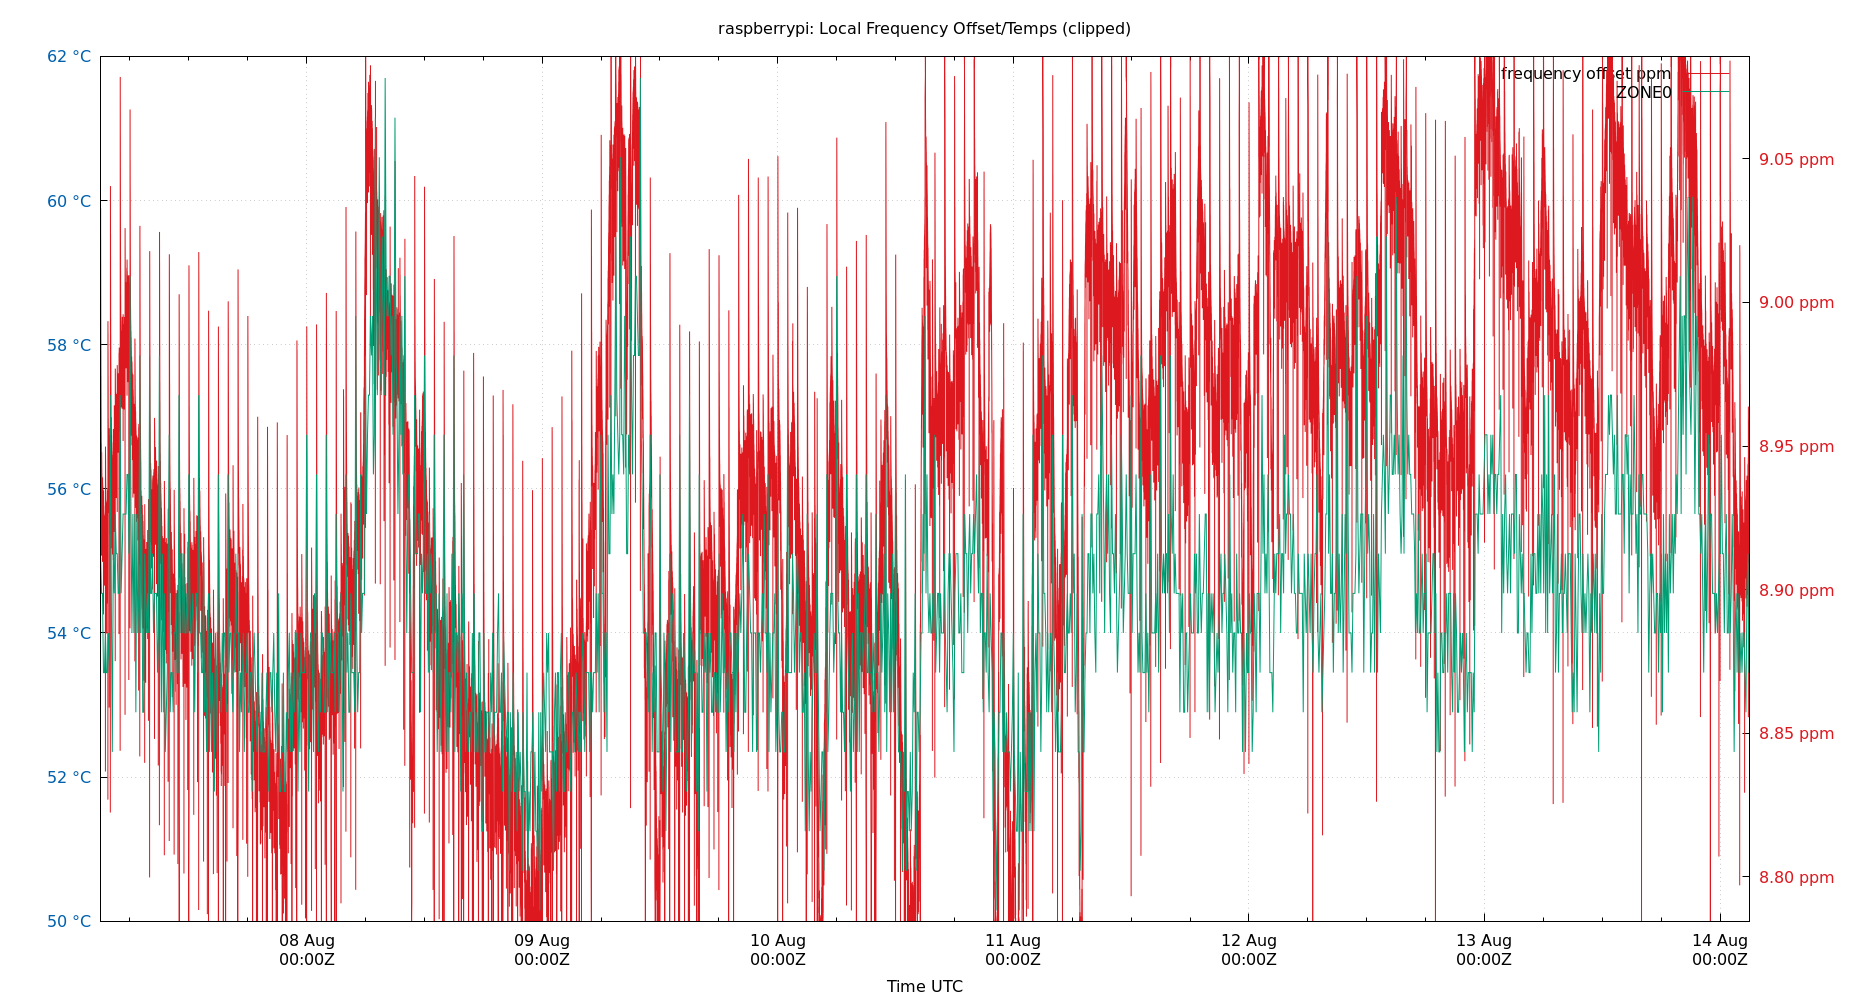 raspberrypi: Local Frequency Offset/Temps (clipped)
62 °C
60 °C
58 °C
56 °C
54 °C
52 °C
50 °C
frequency offset ppm
ZONE0
9.05 ppm
9.00 ppm
8.95 ppm
8.90 ppm
8.85 ppm
8.80 ppm
08 Aug 09 Aug 10 Aug 11 Aug 12 Aug 13 Aug 14 Aug
00:00Z 00:00Z 00:00Z 00:00Z 00:00Z 00:00Z 00:00Z
Time UTC